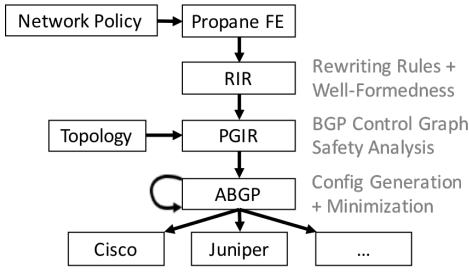 Network Policy
Propane FE
RIR
Rewriting Rules +
Well-Formedness
Topology
PGIR
BGP Control Graph
Safety Analysis
ABGP
Config Generation
+ Minimization
Cisco
Juniper
...